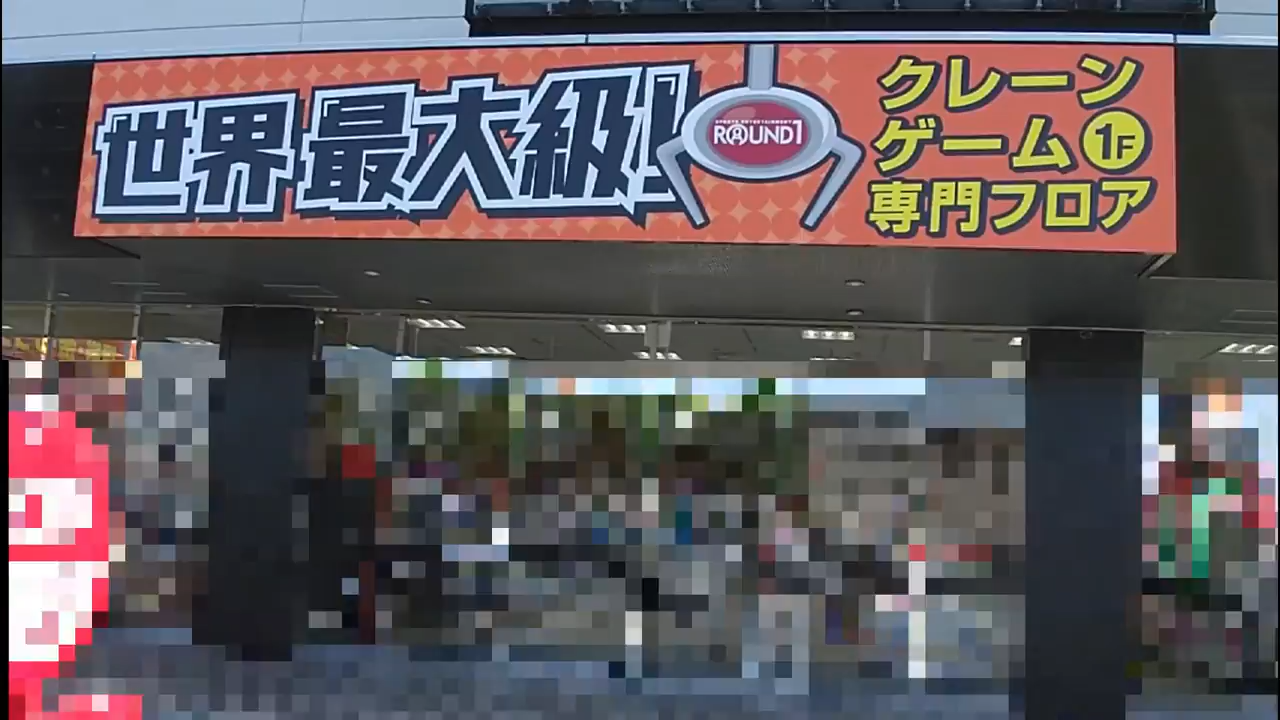 世界最大級!
SPORTS ENTERTAINMENT
ROUND1
クレーン
ゲーム 1F
専門フロア